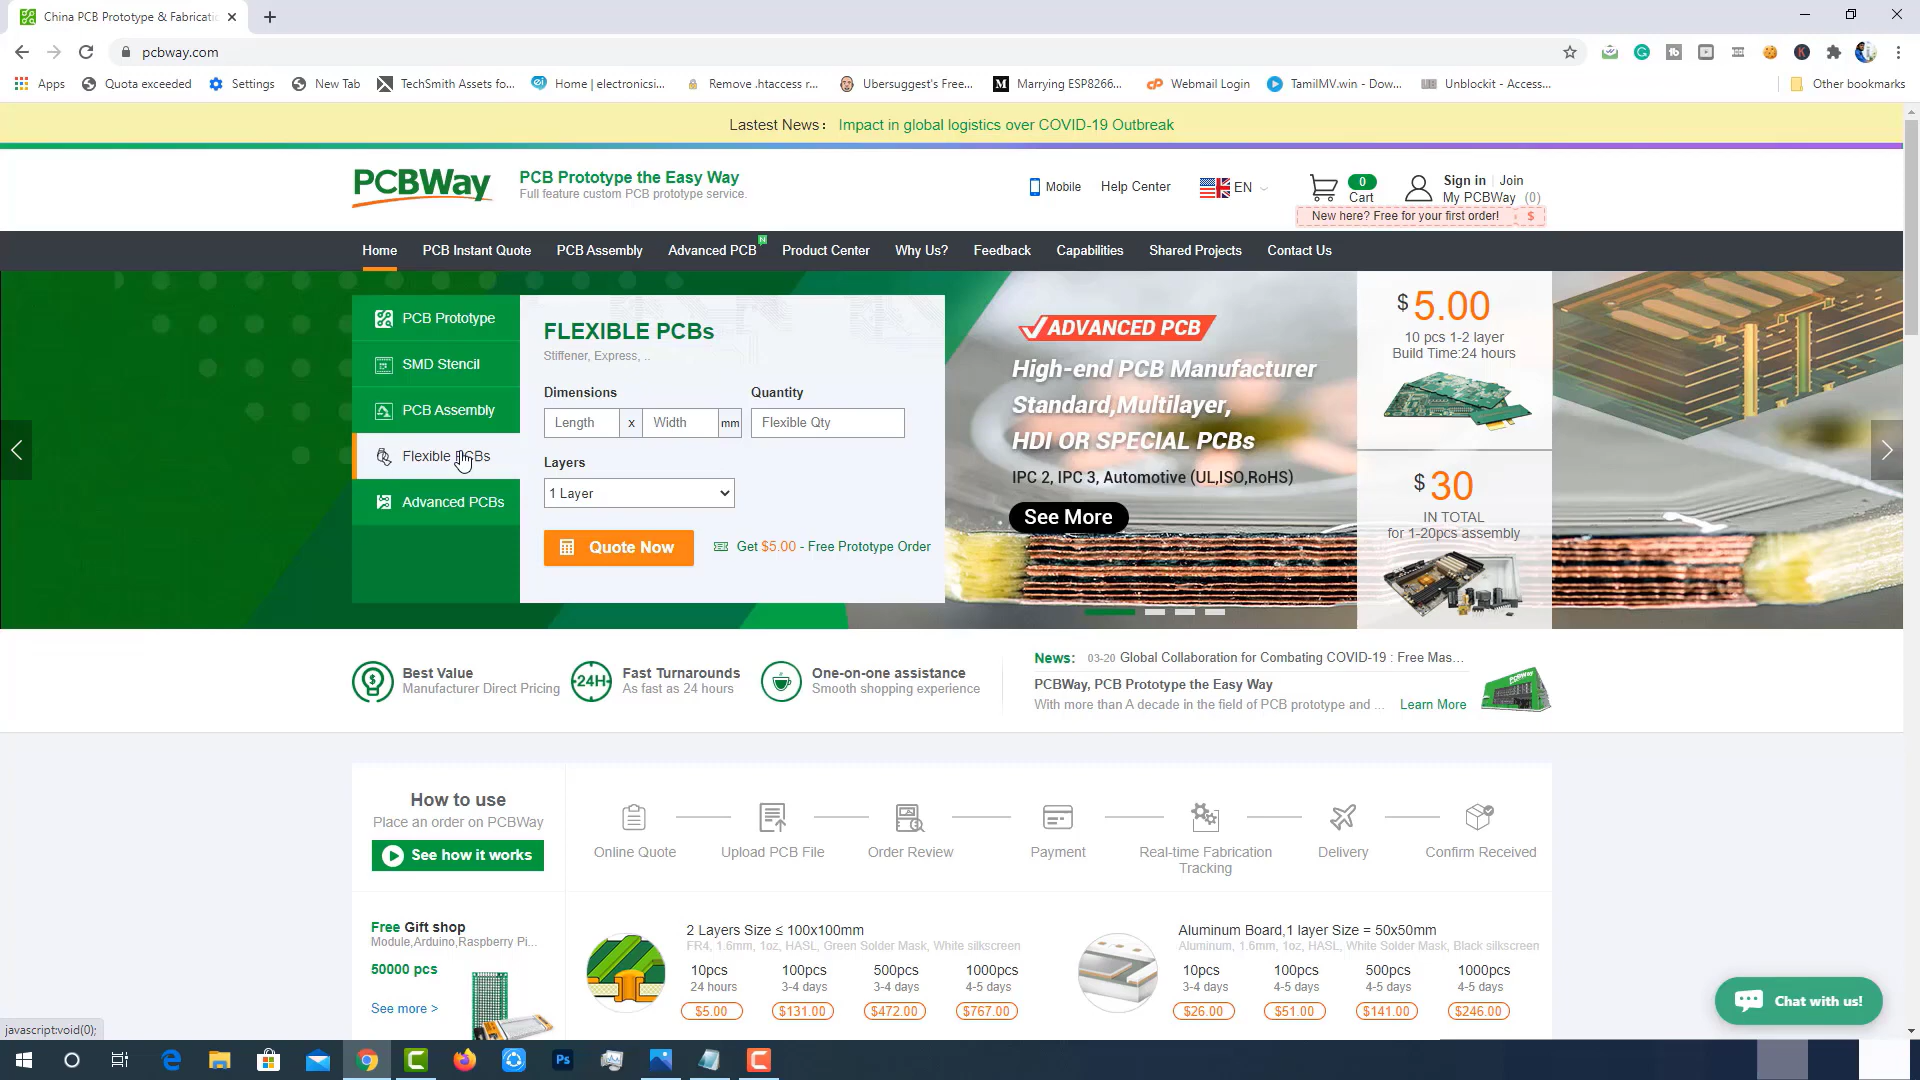 China PCB Prototype & Fabricatic
pcbway.com
Apps
Quota exceeded
Settings
New Tab
TechSmith Assets fo...
Home | electronicsi...
Remove .htaccess r...
Ubersuggest's Free...
Marrying ESP8266...
Webmail Login
TamilMV.win - Dow...
Unblockit - Access...
Other bookmarks
Lastest News： Impact in global logistics over COVID-19 Outbreak
PCBWay
PCB Prototype the Easy Way
Full feature custom PCB prototype service.
Mobile
Help Center
EN
0
Cart
Sign in | Join
My PCBWay (0)
New here? Free for your first order! $
Home
PCB Instant Quote
PCB Assembly
Advanced PCB
N
Product Center
Why Us?
Feedback
Capabilities
Shared Projects
Contact Us
PCB Prototype
SMD Stencil
PCB Assembly
Flexible PCBs
Advanced PCBs
FLEXIBLE PCBs
Stiffener, Express, ..
Dimensions
Quantity
Length x Width mm
Flexible Qty
Layers
1 Layer
Quote Now
Get $5.00 - Free Prototype Order
ADVANCED PCB
High-end PCB Manufacturer
Standard,Multilayer,
HDI OR SPECIAL PCBs
IPC 2, IPC 3, Automotive (UL,ISO,RoHS)
See More
$ 5.00
10 pcs 1-2 layer
Build Time:24 hours
$ 30
IN TOTAL
for 1-20pcs assembly
Best Value
Manufacturer Direct Pricing
24H
Fast Turnarounds
As fast as 24 hours
One-on-one assistance
Smooth shopping experience
News: 03-20 Global Collaboration for Combating COVID-19 : Free Mas...
PCBWay, PCB Prototype the Easy Way
With more than A decade in the field of PCB prototype and ... Learn More
How to use
Place an order on PCBWay
See how it works
Online Quote
Upload PCB File
Order Review
Payment
Real-time Fabrication
Tracking
Delivery
Confirm Received
Free Gift shop
Module,Arduino,Raspberry Pi...
50000 pcs
See more >
2 Layers Size ≤ 100x100mm
FR4, 1.6mm, 1oz, HASL, Green Solder Mask, White silkscreen
10pcs 100pcs 500pcs 1000pcs
24 hours 3-4 days 3-4 days 4-5 days
$5.00 $131.00 $472.00 $767.00
Aluminum Board,1 layer Size = 50x50mm
Aluminum, 1.6mm, 1oz, HASL, White Solder Mask, Black silkscreen
10pcs 100pcs 500pcs 1000pcs
3-4 days 4-5 days 4-5 days 4-5 days
$26.00 $51.00 $141.00 $246.00
Chat with us!
javascript:void(0);
Ps